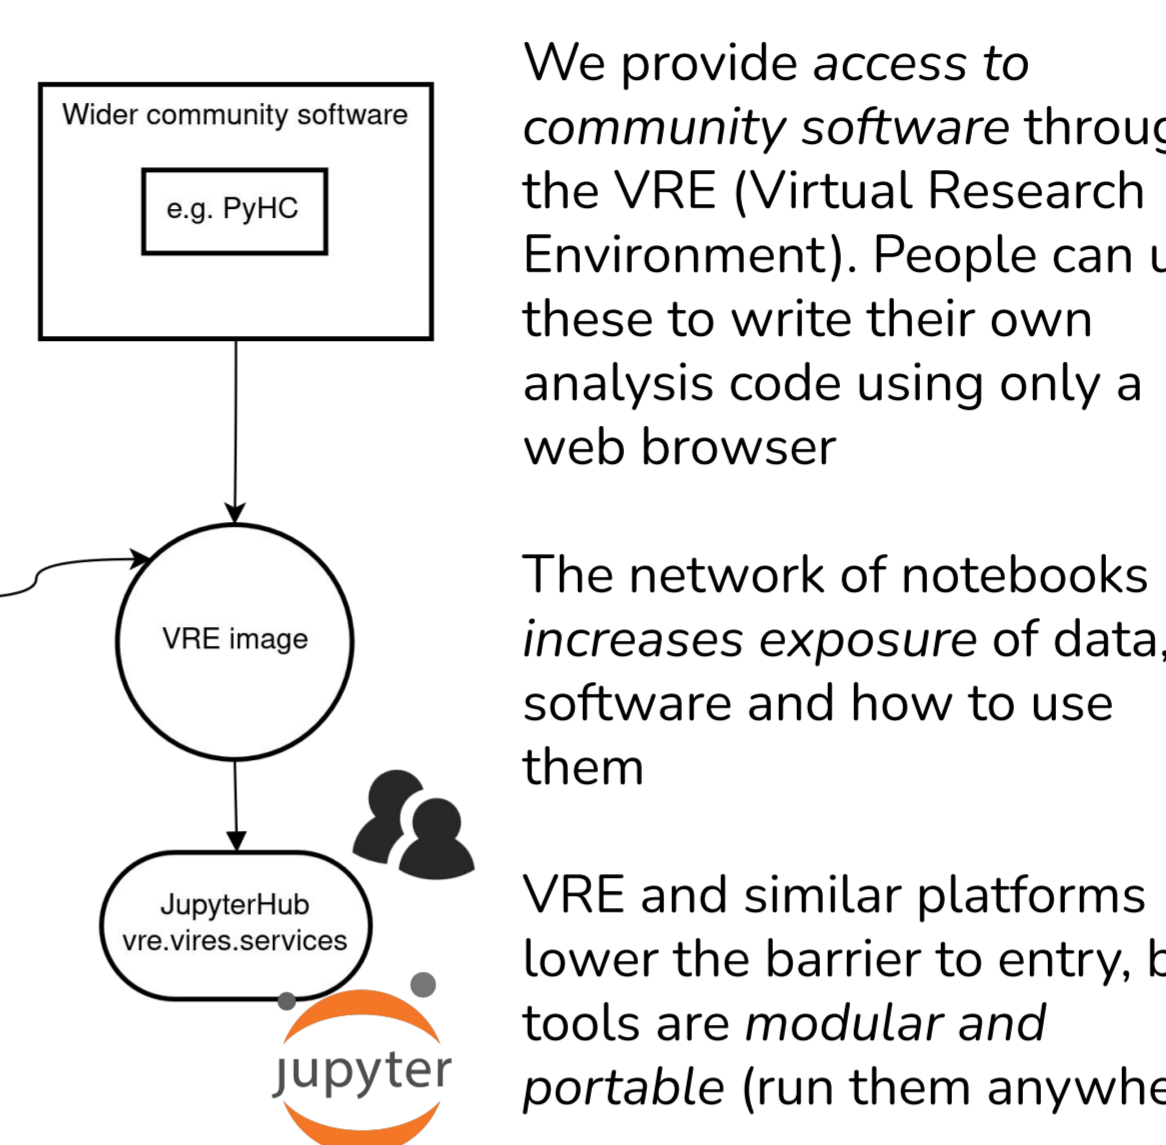 Wider community software
e.g. PyHC
VRE image
JupyterHub
vre.vires.services
jupyter
We provide access to
community software
the VRE (Virtual Research
Environment). People can
these to write their own
analysis code using only a
web browser
The network of notebooks
increases exposure of data,
software and how to use
them
VRE and similar platforms
lower the barrier to entry,
tools are modular and
portable (run them